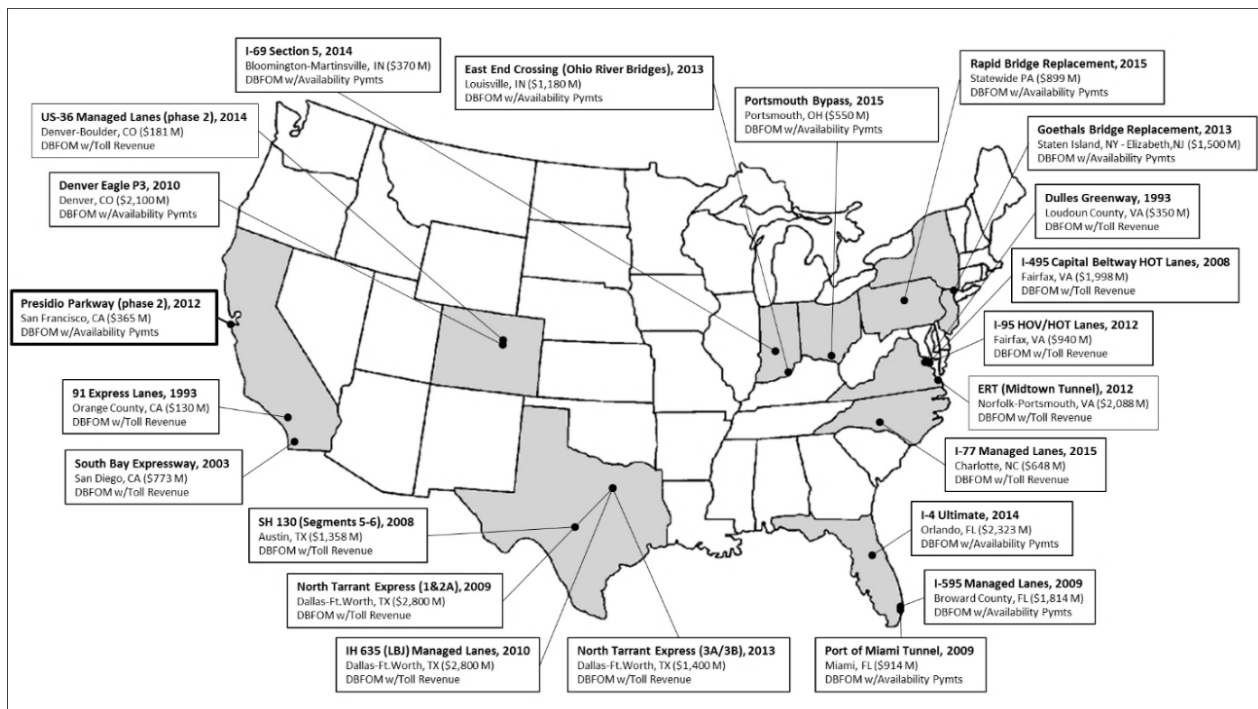 I-69 Section 5, 2014
Bloomington-Martinsville, IN ($370 M)
DBFOM w/Availability Pymts
East End Crossing (Ohio River Bridges), 2013
Louisville, IN ($1,180 M)
DBFOM w/Availability Pymts
Rapid Bridge Replacement, 2015
Statewide PA ($899 M)
DBFOM w/Availability Pymts
Portsmouth Bypass, 2015
Portsmouth, OH ($550 M)
DBFOM w/Availability Pymts
US-36 Managed Lanes (phase 2), 2014
Denver-Boulder, CO ($181 M)
DBFOM w/Toll Revenue
Goethals Bridge Replacement, 2013
Staten Island, NY - Elizabeth,NJ ($1,500 M)
DBFOM w/Availability Pymts
Denver Eagle P3, 2010
Denver, CO ($2,100 M)
DBFOM w/Availability Pymts
Dulles Greenway, 1993
Loudoun County, VA ($350 M)
DBFOM w/Toll Revenue
I-495 Capital Beltway HOT Lanes, 2008
Fairfax, VA ($1,998 M)
DBFOM w/Toll Revenue
Presidio Parkway (phase 2), 2012
San Francisco, CA ($365 M)
DBFOM w/Availability Pymts
I-95 HOV/HOT Lanes, 2012
Fairfax, VA ($940 M)
DBFOM w/Toll Revenue
91 Express Lanes, 1993
Orange County, CA ($130 M)
DBFOM w/Toll Revenue
ERT (Midtown Tunnel), 2012
Norfolk-Portsmouth, VA ($2,088 M)
DBFOM w/Toll Revenue
South Bay Expressway, 2003
San Diego, CA ($773 M)
DBFOM w/Toll Revenue
I-77 Managed Lanes, 2015
Charlotte, NC ($648 M)
DBFOM w/Toll Revenue
SH 130 (Segments 5-6), 2008
Austin, TX ($1,358 M)
DBFOM w/Toll Revenue
I-4 Ultimate, 2014
Orlando, FL ($2,323 M)
DBFOM w/Availability Pymts
North Tarrant Express (1&2A), 2009
Dallas-Ft.Worth, TX ($2,800 M)
DBFOM w/Toll Revenue
I-595 Managed Lanes, 2009
Broward County, FL ($1,814 M)
DBFOM w/Availability Pymts
IH 635 (LBJ) Managed Lanes, 2010
Dallas-Ft.Worth, TX ($2,800 M)
DBFOM w/Toll Revenue
North Tarrant Express (3A/3B), 2013
Dallas-Ft.Worth, TX ($1,400 M)
DBFOM w/Toll Revenue
Port of Miami Tunnel, 2009
Miami, FL ($914 M)
DBFOM w/Availability Pymts